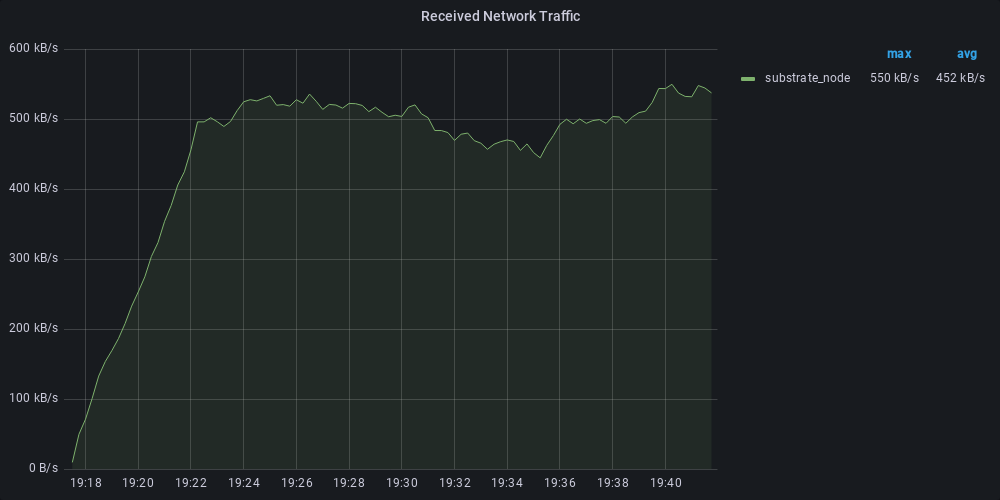 Received Network Traffic
600 kB/s
500 kB/s
400 kB/s
300 kB/s
200 kB/s
100 kB/s
0 B/s
19:18 19:20 19:22 19:24 19:26 19:28 19:30 19:32 19:34 19:36 19:38 19:40
max avg
substrate_node 550 kB/s 452 kB/s